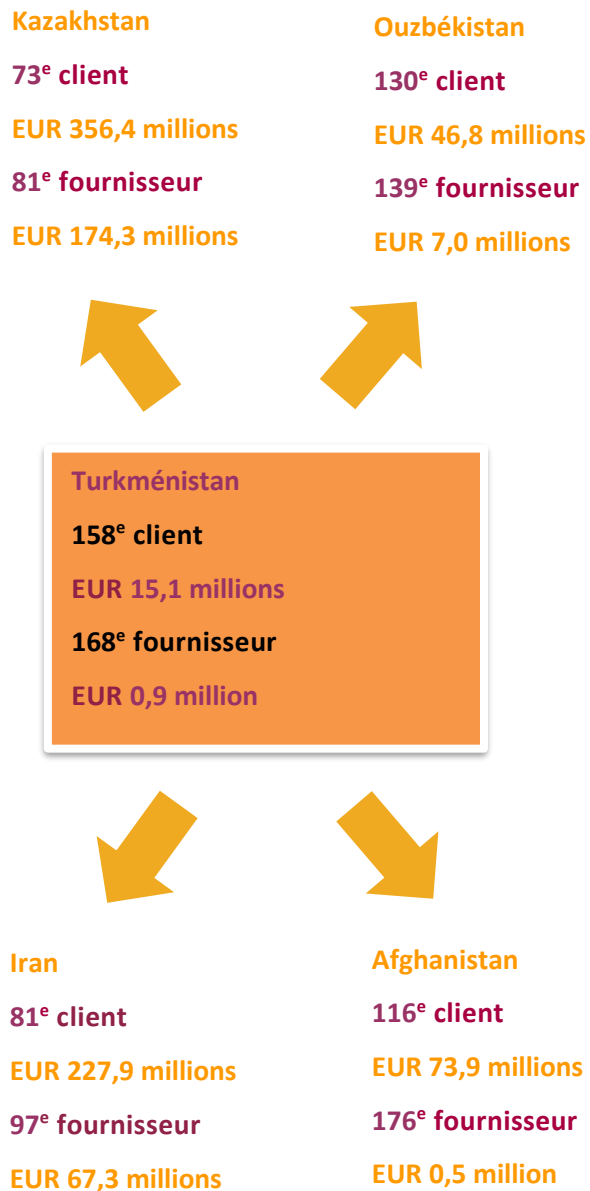 Kazakhstan
73e client
EUR 356,4 millions
81e fournisseur
EUR 174,3 millions
Ouzbékistan
130e client
EUR 46,8 millions
139e fournisseur
EUR 7,0 millions
Turkménistan
158e client
EUR 15,1 millions
168e fournisseur
EUR 0,9 million
Iran
81e client
EUR 227,9 millions
97e fournisseur
EUR 67,3 millions
Afghanistan
116e client
EUR 73,9 millions
176e fournisseur
EUR 0,5 million